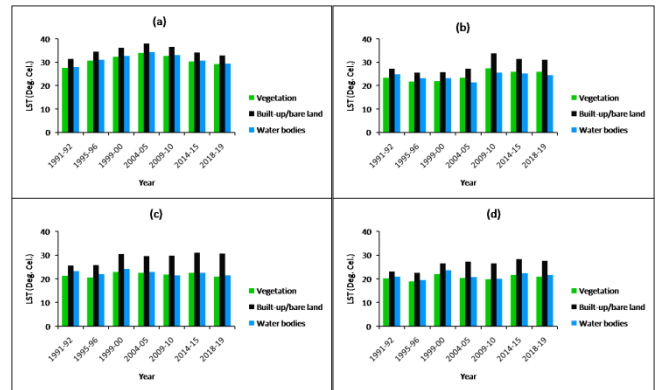 (a)
LST (Deg. Cel.)
50
40
30
20
10
0
1991-92 1995-96 1999-00 2004-05 2009-10 2014-15 2018-19
Year
Vegetation
Built-up/bare land
Water bodies
(b)
LST (Deg. Cel.)
40
30
20
10
0
1991-92 1995-96 1999-00 2004-05 2009-10 2014-15 2018-19
Year
Vegetation
Built-up/bare land
Water bodies
(c)
LST (Deg. Cel.)
40
30
20
10
0
1991-92 1995-96 1999-00 2004-05 2009-10 2014-15 2018-19
Year
Vegetation
Built-up/bare land
Water bodies
(d)
LST (Deg. Cel.)
40
30
20
10
0
1991-92 1995-96 1999-00 2004-05 2009-10 2014-15 2018-19
Year
Vegetation
Built-up/bare land
Water bodies